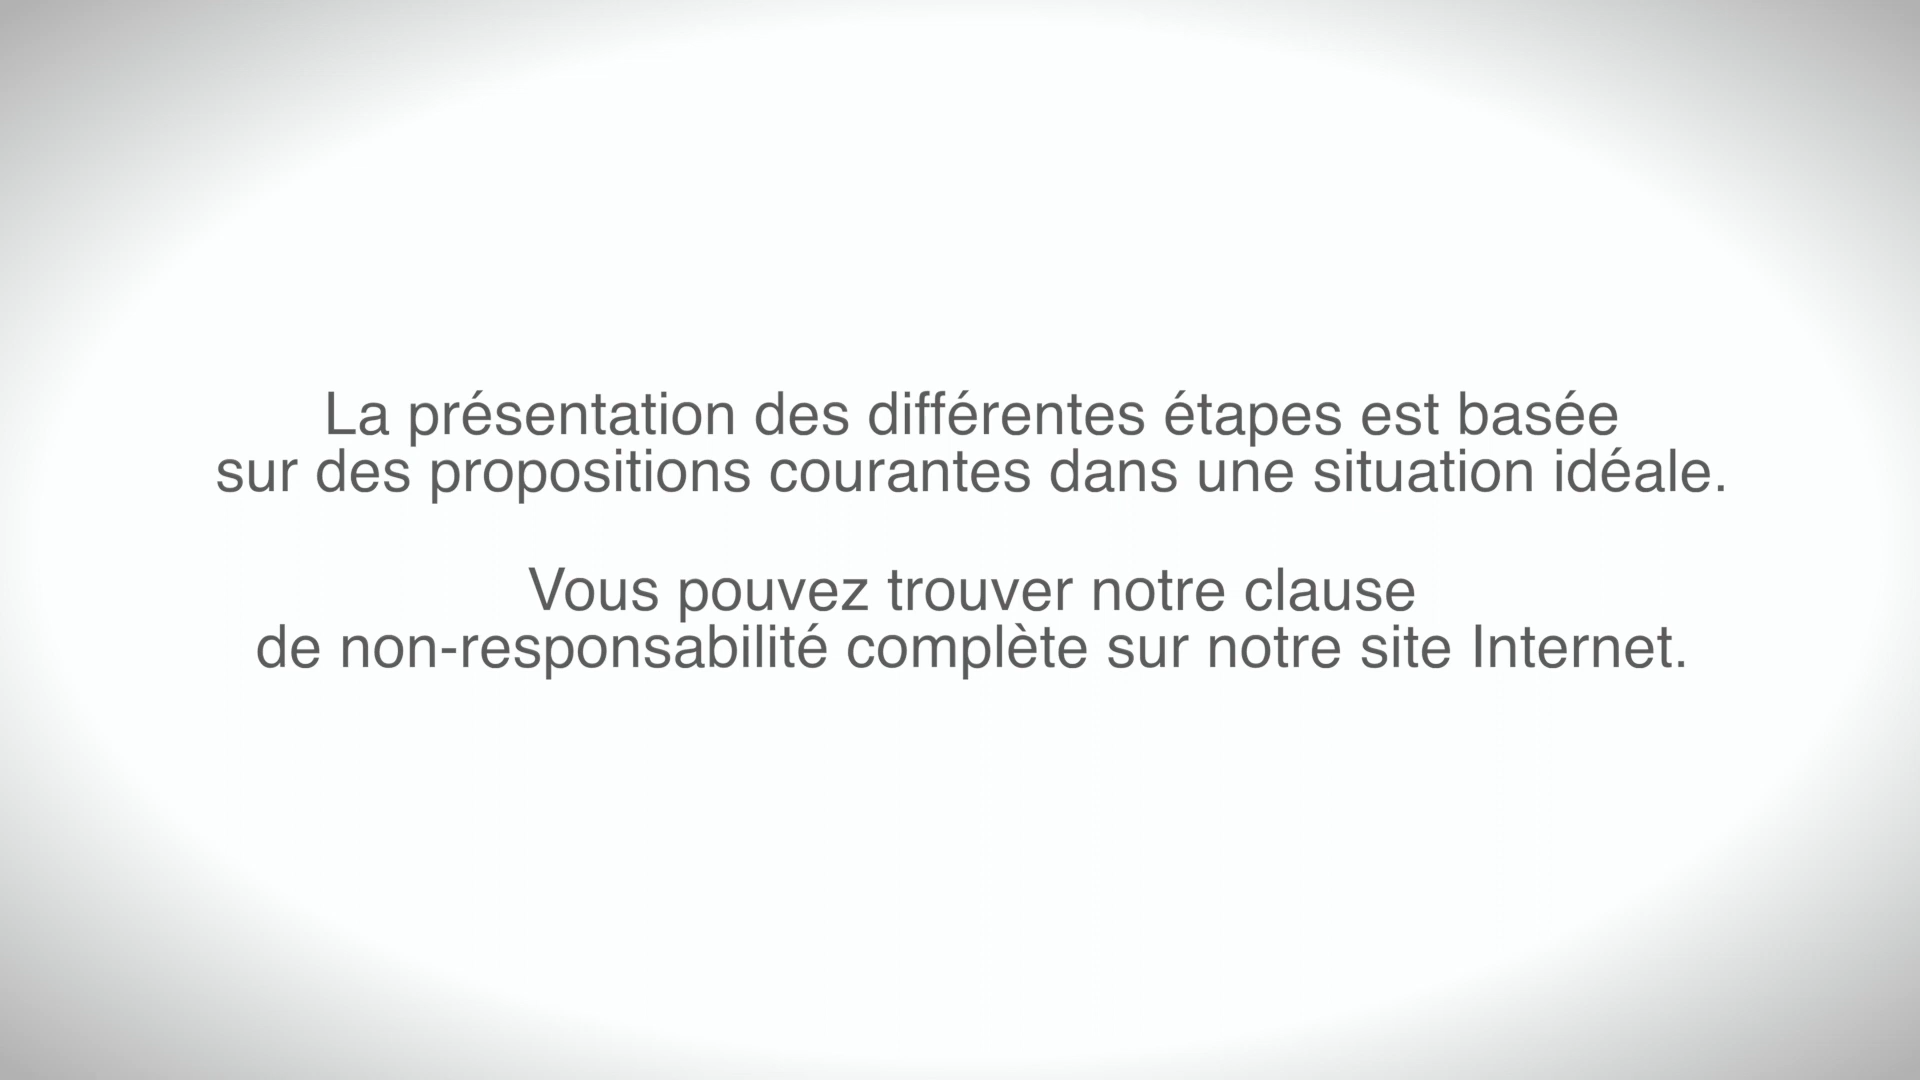 La présentation des différentes étapes est basée
sur des propositions courantes dans une situation idéale.
Vous pouvez trouver notre clause
de non-responsabilité complète sur notre site Internet.